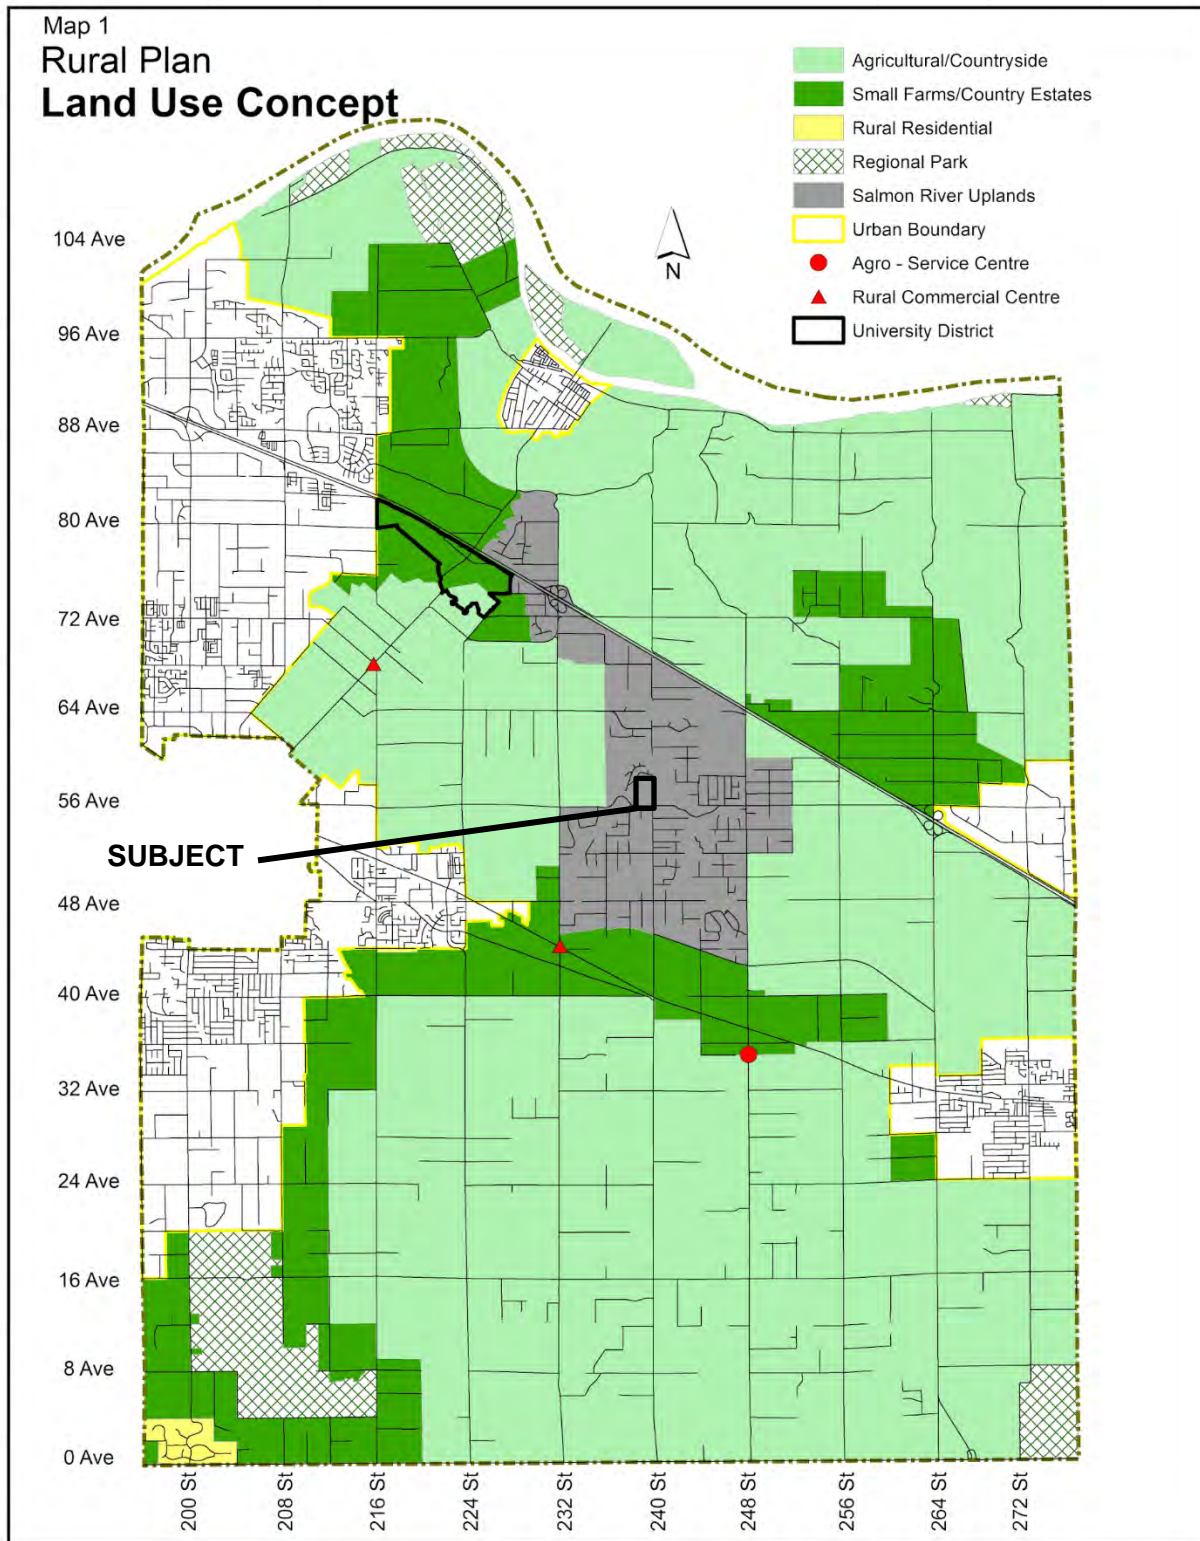 Map 1
Rural Plan
Land Use Concept
Agricultural/Countryside
Small Farms/Country Estates
Rural Residential
Regional Park
Salmon River Uplands
Urban Boundary
Agro - Service Centre
Rural Commercial Centre
University District
N
104 Ave
96 Ave
88 Ave
80 Ave
72 Ave
64 Ave
56 Ave
SUBJECT
48 Ave
40 Ave
32 Ave
24 Ave
16 Ave
8 Ave
0 Ave
200 St
208 St
216 St
224 St
232 St
240 St
248 St
256 St
264 St
272 St